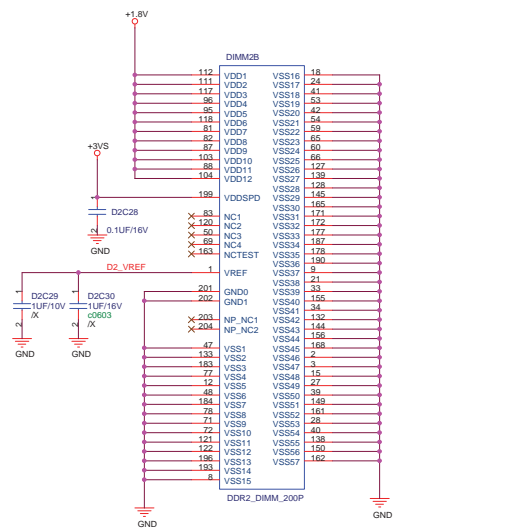 +1.8V
DIMM2B
112 VDD1 VSS16 18
111 VDD2 VSS17 24
117 VDD3 VSS18 41
96 VDD4 VSS19 53
95 VDD5 VSS20 42
118 VDD6 VSS21 54
81 VDD7 VSS22 59
82 VDD8 VSS23 65
87 VDD9 VSS24 60
103 VDD10 VSS25 66
88 VDD11 VSS26 127
104 VDD12 VSS27 139
VSS28 128
+3VS
199 VDDSPD VSS29 145
VSS30 165
1 D2C28
83 NC1 VSS31 171
120 NC2 VSS32 172
2 0.1UF/16V
50 NC3 VSS33 177
69 NC4 VSS34 187
163 NCTEST VSS35 178
GND
VSS36 190
D2_VREF
1 VREF VSS37 9
VSS38 21
201 GND0 VSS39 33
202 GND1 VSS40 155
1 D2C29 1 D2C30
1UF/10V 1UF/16V
/X c0603
2 2 /X
GND GND
VSS41 34
203 NP_NC1 VSS42 132
204 NP_NC2 VSS43 144
VSS44 156
47 VSS1 VSS45 168
133 VSS2 VSS46 2
183 VSS3 VSS47 3
77 VSS4 VSS48 15
12 VSS5 VSS49 27
48 VSS6 VSS50 39
184 VSS7 VSS51 149
78 VSS8 VSS52 161
71 VSS9 VSS53 28
72 VSS10 VSS54 40
121 VSS11 VSS55 138
122 VSS12 VSS56 150
196 VSS13 VSS57 162
193 VSS14
8 VSS15
DDR2_DIMM_200P
GND GND